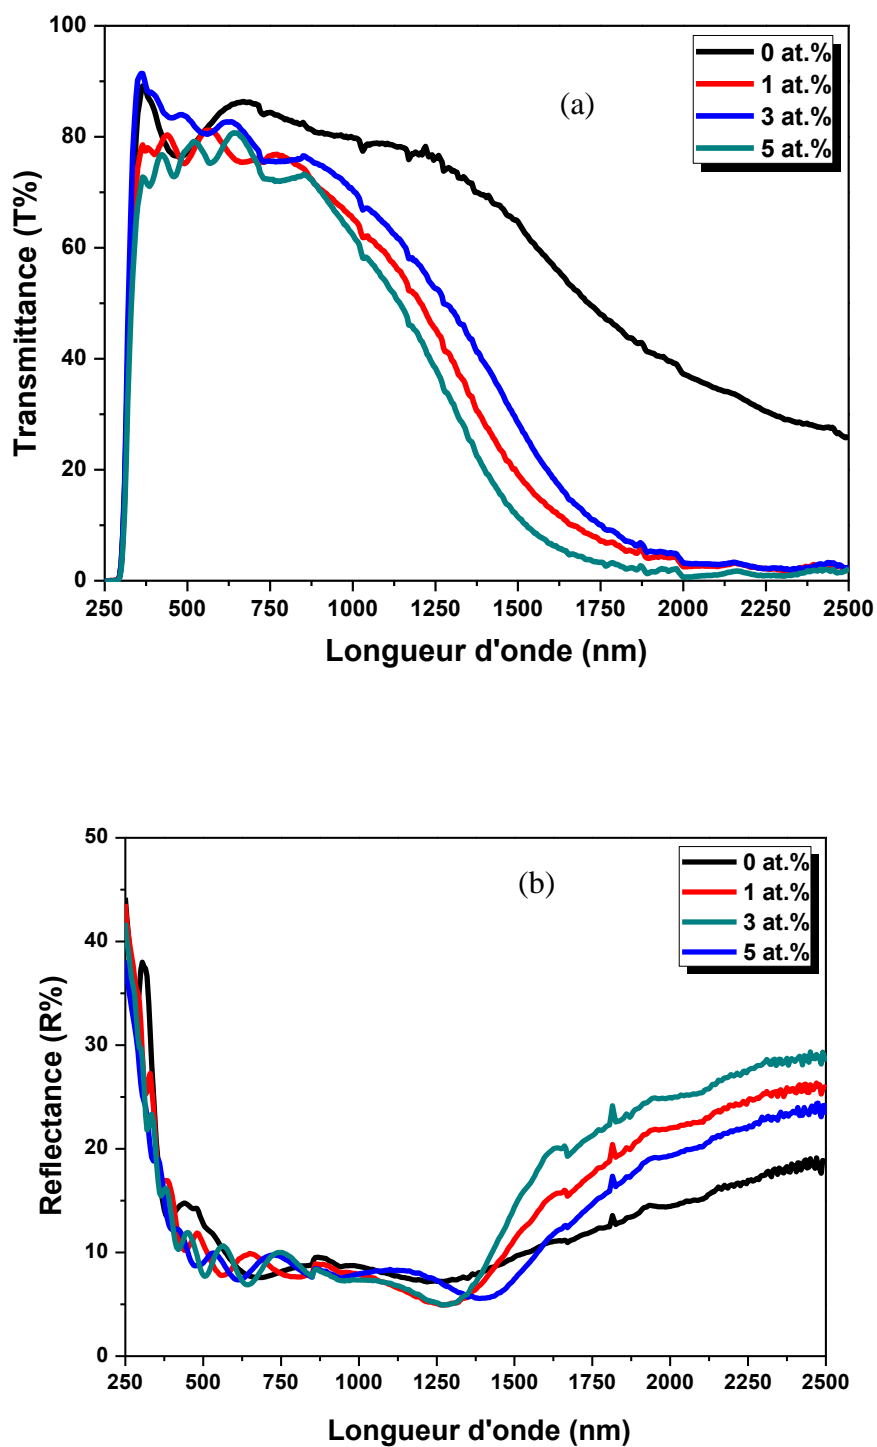 100
80
60
40
20
0
Transmittance (T%)
(a)
0 at.%
1 at.%
3 at.%
5 at.%
250 500 750 1000 1250 1500 1750 2000 2250 2500
Longueur d'onde (nm)
50
40
30
20
10
0
Reflectance (R%)
(b)
0 at.%
1 at.%
3 at.%
5 at.%
250 500 750 1000 1250 1500 1750 2000 2250 2500
Longueur d'onde (nm)